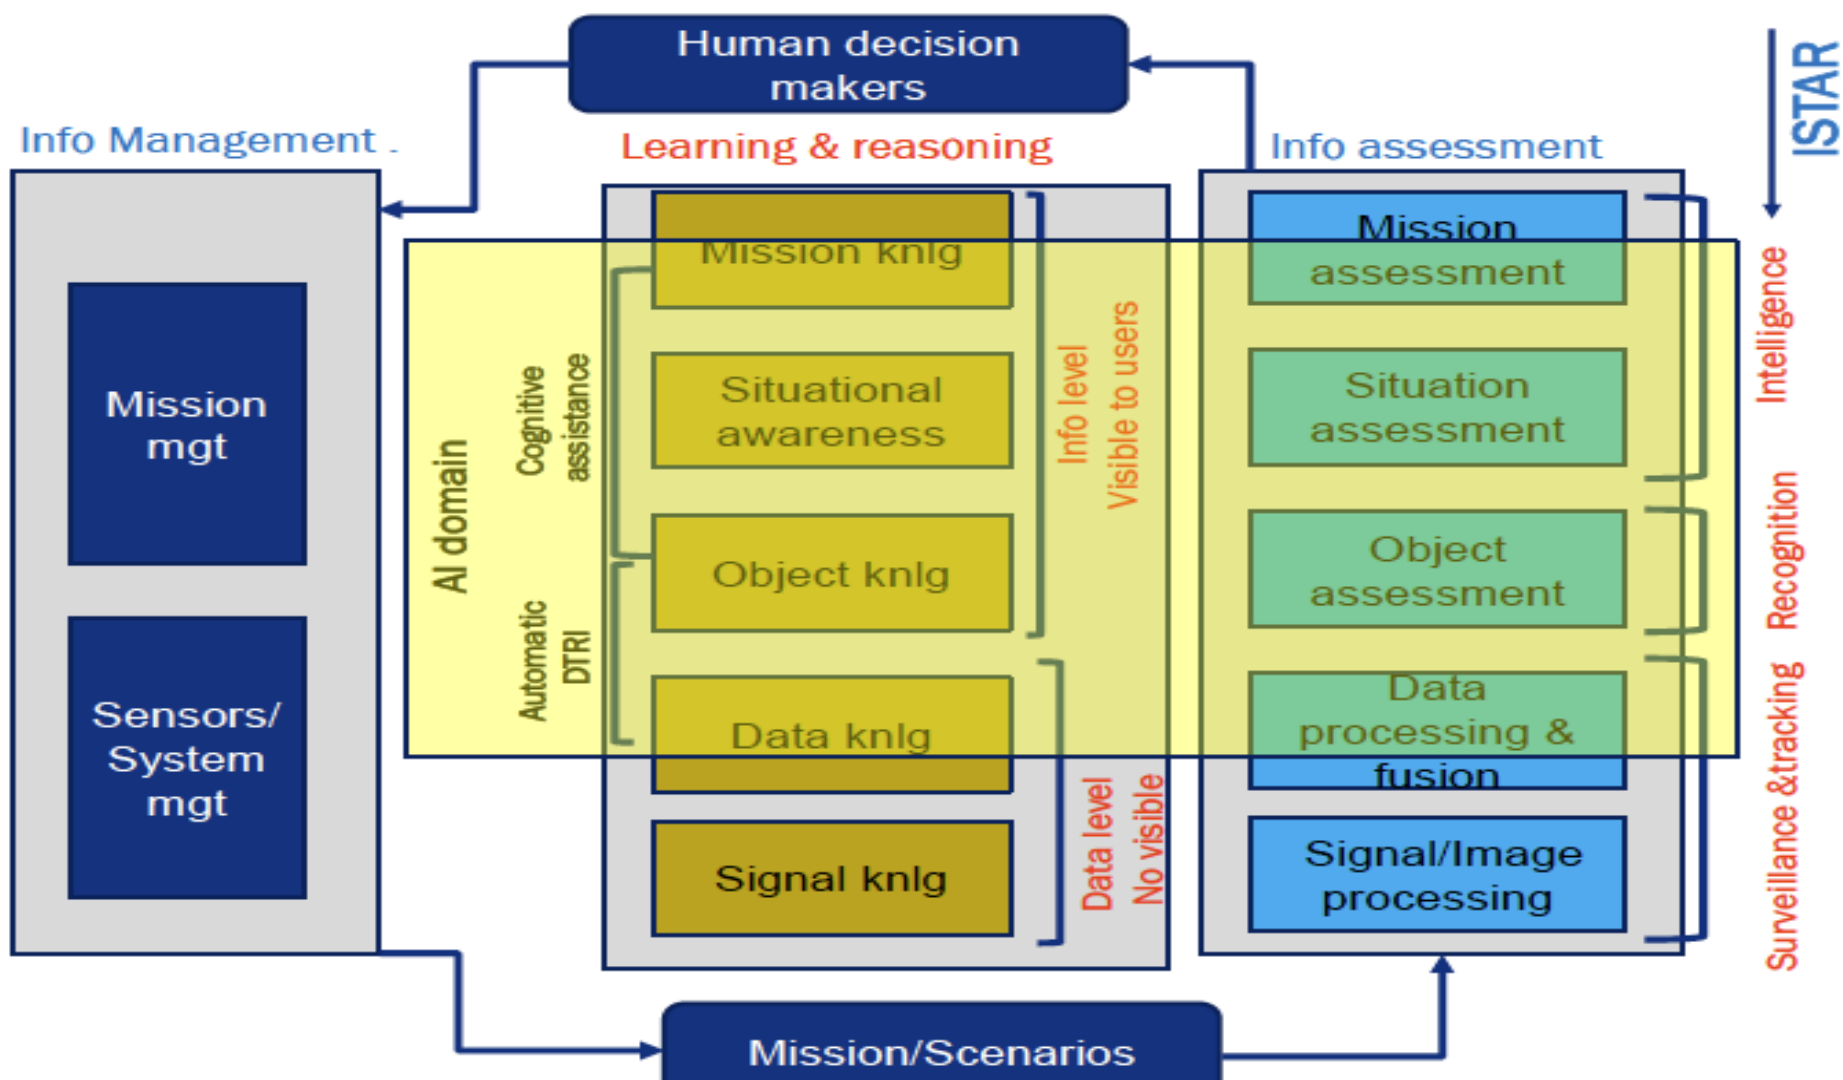 Human decision
makers
ISTAR
Info Management .
Learning & reasoning
Info assessment
Mission
mgt
Sensors/
System
mgt
AI domain
Cognitive
assistance
Automatic
DTRI
Mission knlg
Situational
awareness
Object knlg
Data knlg
Signal knlg
Info level
Visible to users
Data level
No visible
Mission
assessment
Situation
assessment
Object
assessment
Data
processing &
fusion
Signal/Image
processing
Intelligence
Recognition
Surveillance &tracking
Mission/Scenarios